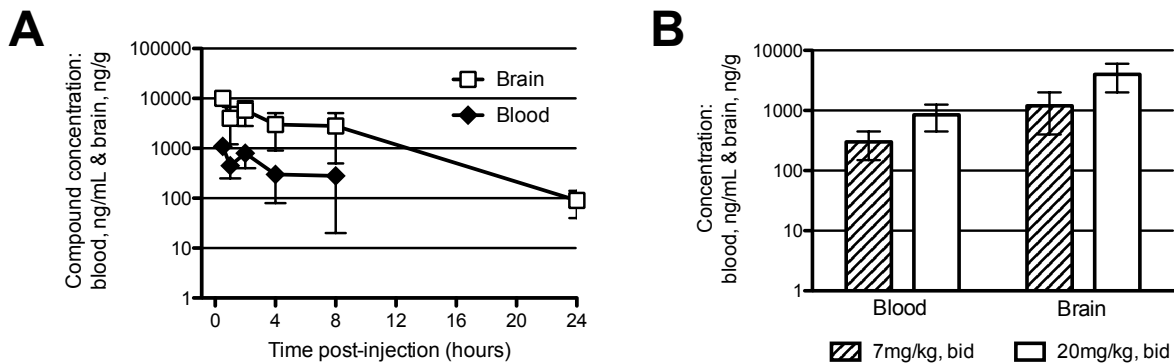 A
Compound concentration:
blood, ng/mL & brain, ng/g
100000
10000
1000
100
10
1
Brain
Blood
0 4 8 12 16 20 24
Time post-injection (hours)
B
Concentration:
blood, ng/mL & brain, ng/g
10000
1000
100
10
1
Blood Brain
7mg/kg, bid 20mg/kg, bid